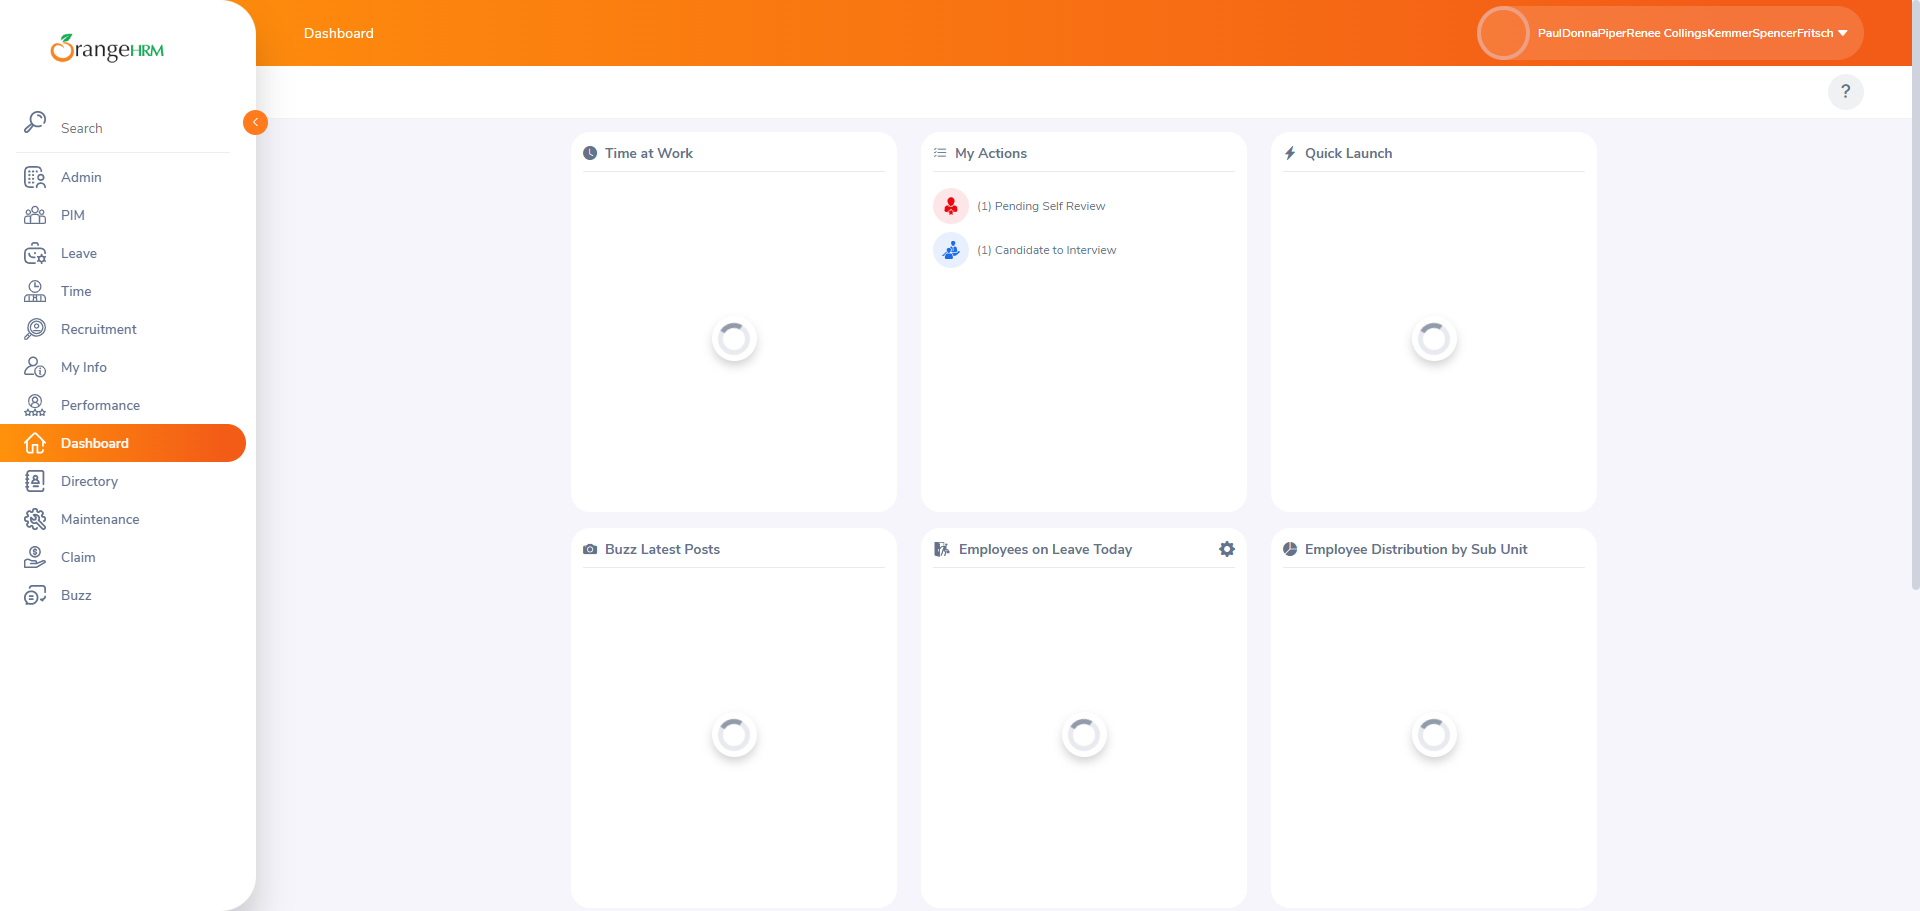 OrangeHRM
Dashboard
PaulDonnaPiperRenee CollingsKemmerSpencerFritsch
?
Search
Admin
PIM
Leave
Time
Recruitment
My Info
Performance
Dashboard
Directory
Maintenance
Claim
Buzz
Time at Work
My Actions
(1) Pending Self Review
(1) Candidate to Interview
Quick Launch
Buzz Latest Posts
Employees on Leave Today
Employee Distribution by Sub Unit